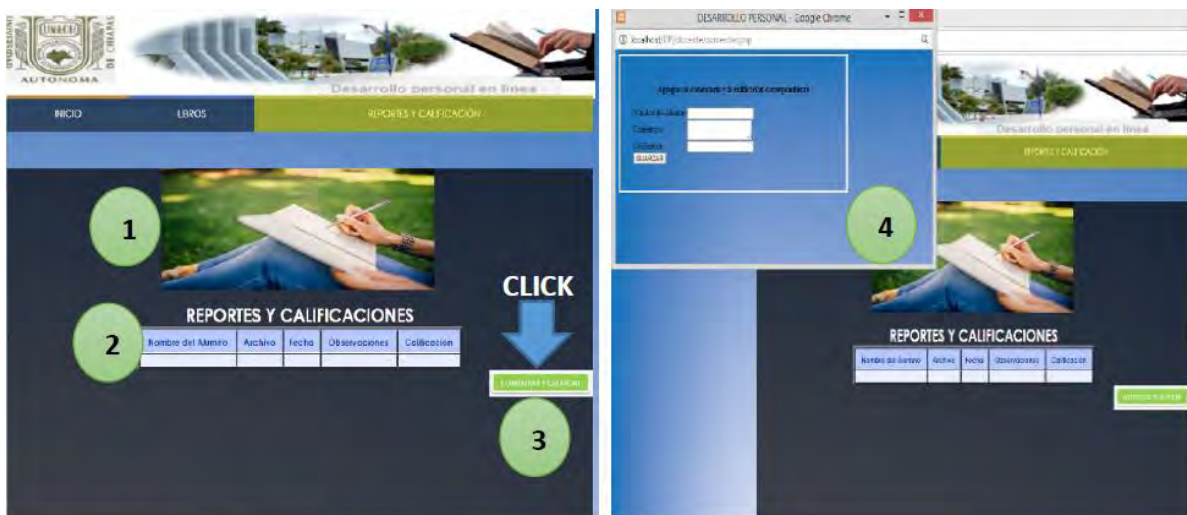 UNACH
AUTONOMA
DE CHIAPAS
Desarrollo personal en línea
INICIO
LIBROS
REPORTES Y CALIFICACIÓN
1
CLICK
REPORTES Y CALIFICACIONES
2
Nombre del Alumno
Archivo
Fecha
Observaciones
Calificación
3
DESARROLLO PERSONAL - Google Chrome
GUARDAR
4
Desarrollo personal en línea
REPORTES Y CALIFICACIÓN
REPORTES Y CALIFICACIONES
Nombre del Alumno
Archivo
Fecha
Observaciones
Calificación